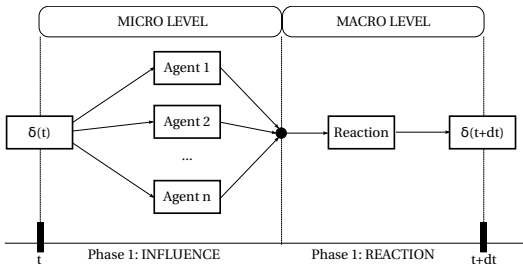 MICRO LEVEL
MACRO LEVEL
Agent 1
δ(t)
Agent 2
Reaction
δ(t+dt)
...
Agent n
Phase 1: INFLUENCE
Phase 1: REACTION
t
t+dt